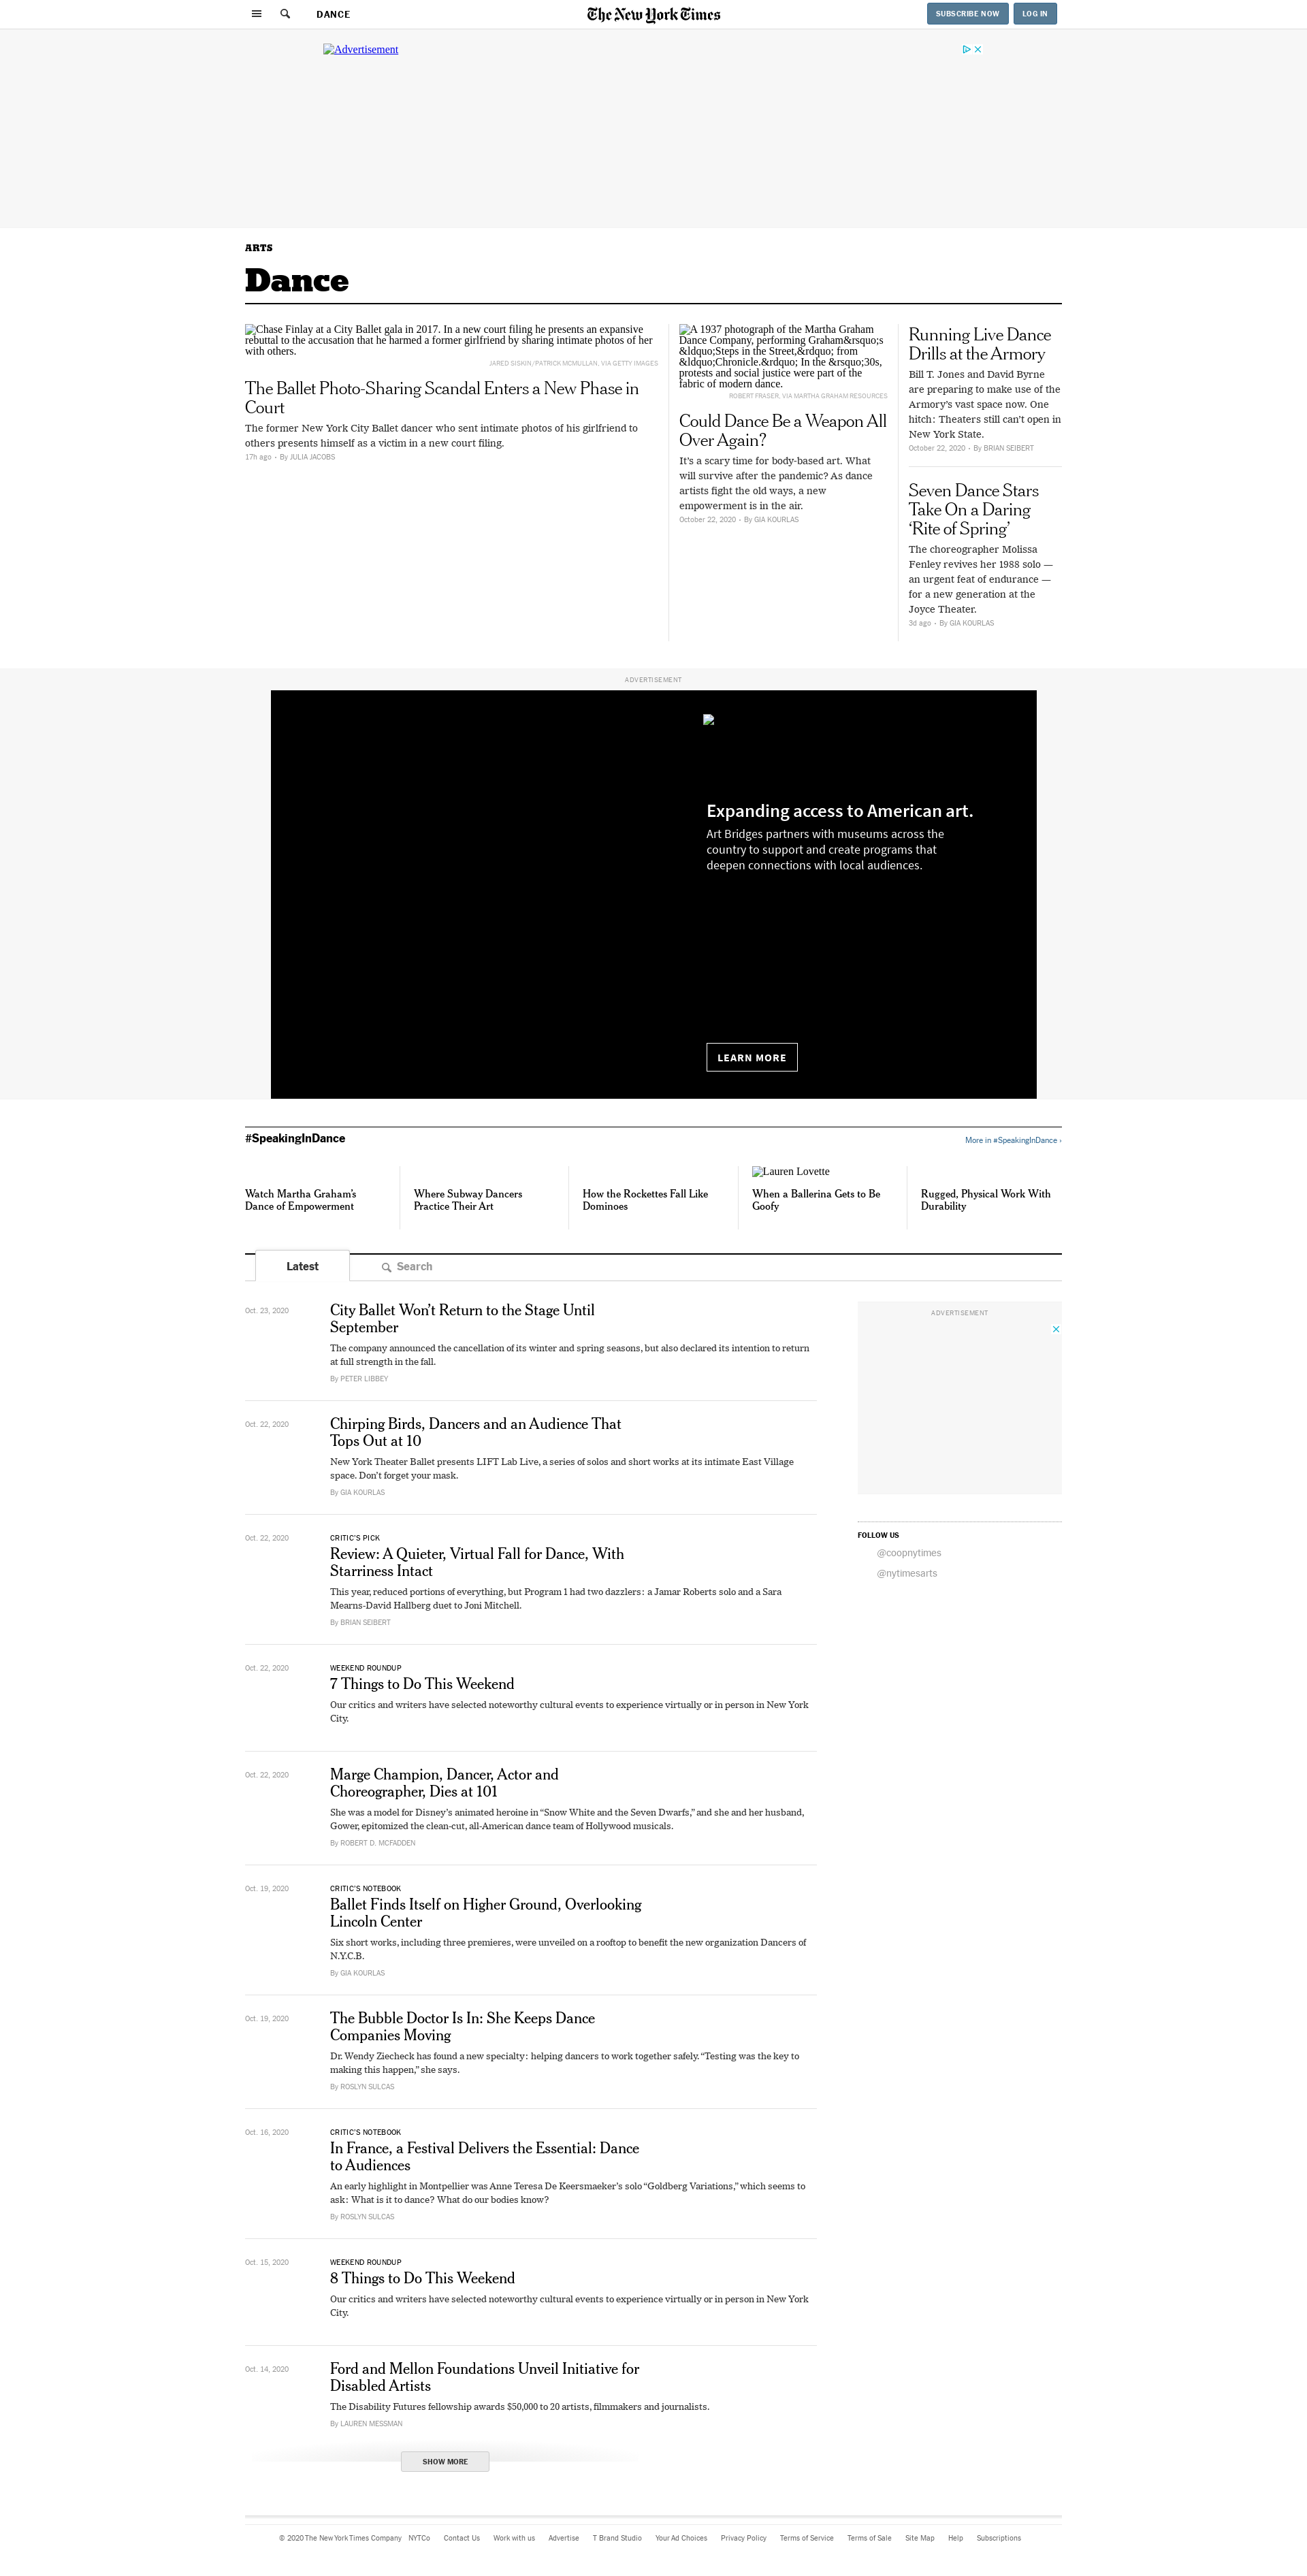 DANCE
The New York Times
SUBSCRIBE NOW
LOG IN
Advertisement
ARTS
Dance
Chase Finlay at a City Ballet gala in 2017. In a new court filing he presents an expansive
rebuttal to the accusation that he harmed a former girlfriend by sharing intimate photos of her
with others.
JARED SISKIN/PATRICK MCMULLAN, VIA GETTY IMAGES
The Ballet Photo-Sharing Scandal Enters a New Phase in
Court
The former New York City Ballet dancer who sent intimate photos of his girlfriend to
others presents himself as a victim in a new court filing.
17h ago • By JULIA JACOBS
A 1937 photograph of the Martha Graham
Dance Company, performing Graham&rsquo;s
&ldquo;Steps in the Street,&rdquo; from
&ldquo;Chronicle.&rdquo; In the &rsquo;30s,
protests and social justice were part of the
fabric of modern dance.
ROBERT FRASER, VIA MARTHA GRAHAM RESOURCES
Could Dance Be a Weapon All
Over Again?
It’s a scary time for body-based art. What
will survive after the pandemic? As dance
artists fight the old ways, a new
empowerment is in the air.
October 22, 2020 • By GIA KOURLAS
Running Live Dance
Drills at the Armory
Bill T. Jones and David Byrne
are preparing to make use of the
Armory’s vast space now. One
hitch: Theaters still can’t open in
New York State.
October 22, 2020 • By BRIAN SEIBERT
Seven Dance Stars
Take On a Daring
‘Rite of Spring’
The choreographer Molissa
Fenley revives her 1988 solo —
an urgent feat of endurance —
for a new generation at the
Joyce Theater.
3d ago • By GIA KOURLAS
ADVERTISEMENT
Expanding access to American art.
Art Bridges partners with museums across the
country to support and create programs that
deepen connections with local audiences.
LEARN MORE
#SpeakingInDance
More in #SpeakingInDance ›
Watch Martha Graham’s
Dance of Empowerment
Where Subway Dancers
Practice Their Art
How the Rockettes Fall Like
Dominoes
Lauren Lovette
When a Ballerina Gets to Be
Goofy
Rugged, Physical Work With
Durability
Latest
Search
Oct. 23, 2020
City Ballet Won’t Return to the Stage Until
September
The company announced the cancellation of its winter and spring seasons, but also declared its intention to return
at full strength in the fall.
By PETER LIBBEY
Oct. 22, 2020
Chirping Birds, Dancers and an Audience That
Tops Out at 10
New York Theater Ballet presents LIFT Lab Live, a series of solos and short works at its intimate East Village
space. Don’t forget your mask.
By GIA KOURLAS
Oct. 22, 2020
CRITIC’S PICK
Review: A Quieter, Virtual Fall for Dance, With
Starriness Intact
This year, reduced portions of everything, but Program 1 had two dazzlers: a Jamar Roberts solo and a Sara
Mearns-David Hallberg duet to Joni Mitchell.
By BRIAN SEIBERT
Oct. 22, 2020
WEEKEND ROUNDUP
7 Things to Do This Weekend
Our critics and writers have selected noteworthy cultural events to experience virtually or in person in New York
City.
Oct. 22, 2020
Marge Champion, Dancer, Actor and
Choreographer, Dies at 101
She was a model for Disney’s animated heroine in “Snow White and the Seven Dwarfs,” and she and her husband,
Gower, epitomized the clean-cut, all-American dance team of Hollywood musicals.
By ROBERT D. MCFADDEN
Oct. 19, 2020
CRITIC’S NOTEBOOK
Ballet Finds Itself on Higher Ground, Overlooking
Lincoln Center
Six short works, including three premieres, were unveiled on a rooftop to benefit the new organization Dancers of
N.Y.C.B.
By GIA KOURLAS
Oct. 19, 2020
The Bubble Doctor Is In: She Keeps Dance
Companies Moving
Dr. Wendy Ziecheck has found a new specialty: helping dancers to work together safely. “Testing was the key to
making this happen,” she says.
By ROSLYN SULCAS
Oct. 16, 2020
CRITIC’S NOTEBOOK
In France, a Festival Delivers the Essential: Dance
to Audiences
An early highlight in Montpellier was Anne Teresa De Keersmaeker’s solo “Goldberg Variations,” which seems to
ask: What is it to dance? What do our bodies know?
By ROSLYN SULCAS
Oct. 15, 2020
WEEKEND ROUNDUP
8 Things to Do This Weekend
Our critics and writers have selected noteworthy cultural events to experience virtually or in person in New York
City.
Oct. 14, 2020
Ford and Mellon Foundations Unveil Initiative for
Disabled Artists
The Disability Futures fellowship awards $50,000 to 20 artists, filmmakers and journalists.
By LAUREN MESSMAN
SHOW MORE
ADVERTISEMENT
FOLLOW US
@coopnytimes
@nytimesarts
© 2020 The New York Times Company NYTCo Contact Us Work with us Advertise T Brand Studio Your Ad Choices Privacy Policy Terms of Service Terms of Sale Site Map Help Subscriptions